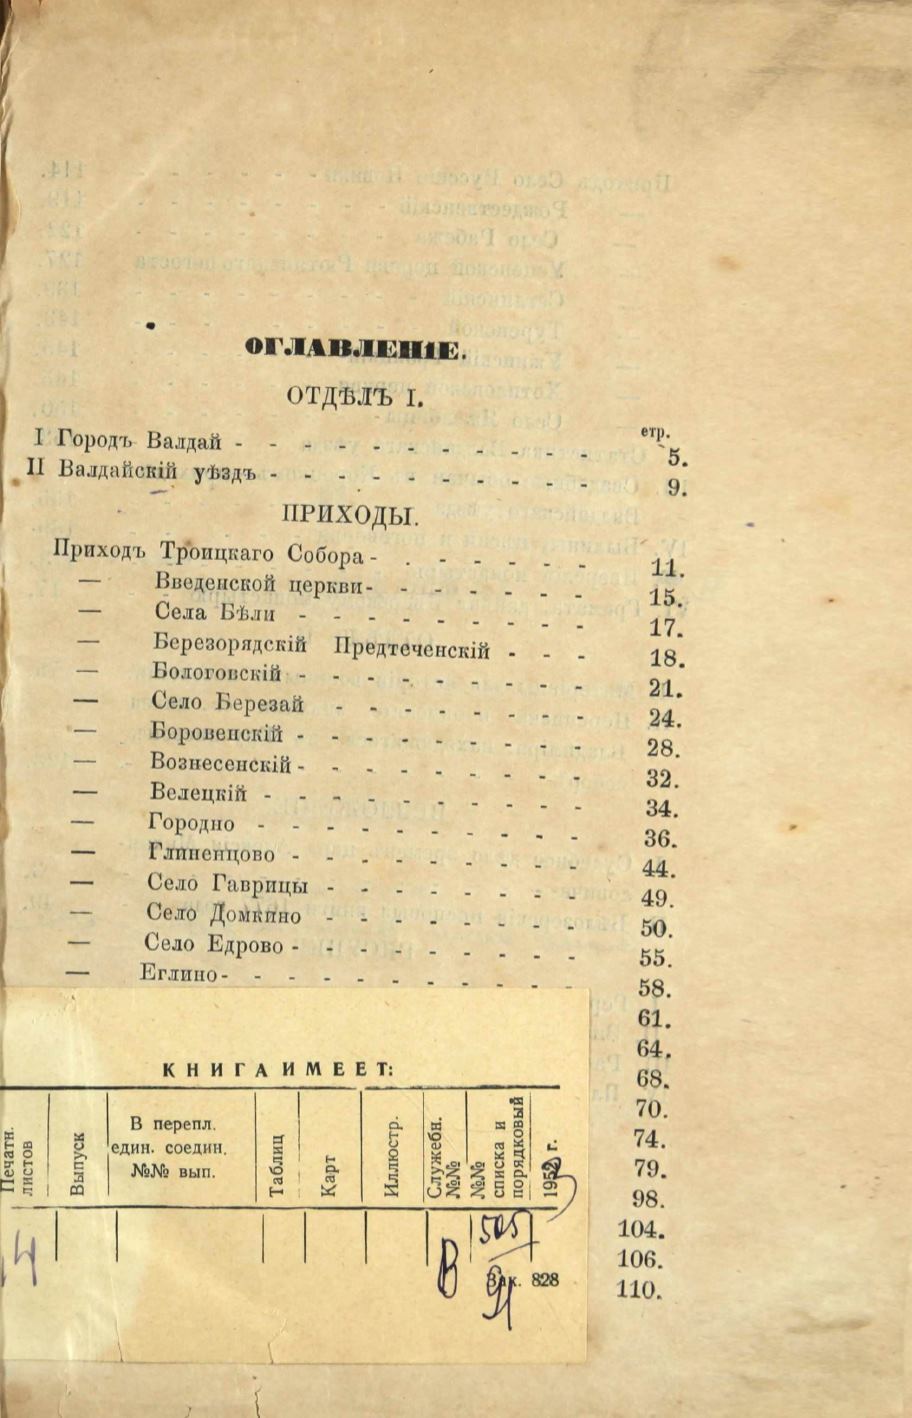 ОГЛАВЛЕНІЕ.
ОТДѢЛЪ I.
стр.
I Городъ Валдай - - - - - - - - - - - 5.
II Валдайскій уѣздъ - - - - - - - - - - 9.
ПРИХОДЫ.
Приходъ Троицкаго Собора - - - - - - - 11.
— Введенской церкви - - - - - - - 15.
— Села Бѣли - - - - - - - - - 17.
— Березорядскій Предтеченскій - - - 18.
— Бологовскій - - - - - - - - - 21.
— Село Березай - - - - - - - - 24.
— Боровенскій - - - - - - - - - 28.
— Вознесенскій - - - - - - - - - 32.
— Велецкій - - - - - - - - - - 34.
— Городно - - - - - - - - - - 36.
— Глиненцово - - - - - - - - - 44.
— Село Гаврицы - - - - - - - - 49.
— Село Домкино - - - - - - - - 50.
— Село Едрово - - - - - - - - - 55.
— Еглино - - - - - - - - - - - 58.
61.
64.
68.
70.
74.
79.
98.
104.
106.
110.
КНИГА ИМЕЕТ:
Печатн. листов
Выпуск
В перепл. един. соедин. №№ вып.
Таблиц
Карт
Иллюстр.
Служебн. №№
№№ списка и порядковый
195 г.
В
Зак. 828